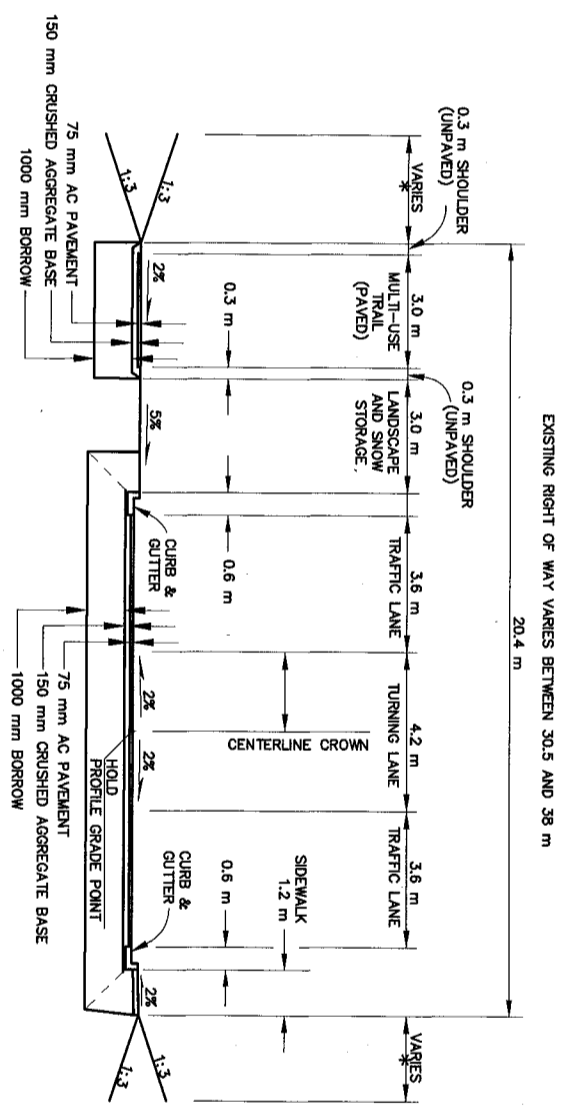 EXISTING RIGHT OF WAY VARIES BETWEEN 30.5 AND 38 m
20.4 m
0.3 m SHOULDER
(UNPAVED)
0.3 m SHOULDER
(UNPAVED)
VARIES
*
3.0 m
MULTI-USE
TRAIL
(PAVED)
3.0 m
LANDSCAPE
AND SNOW
STORAGE
3.6 m
TRAFFIC LANE
4.2 m
TURNING LANE
3.6 m
TRAFFIC LANE
VARIES
*
SIDEWALK
1.2 m
0.3 m
0.6 m
CENTERLINE CROWN
0.6 m
1:3
1:3
2%
5%
CURB &
GUTTER
2%
2%
CURB &
GUTTER
2%
1:3
1:3
HOLD
PROFILE GRADE POINT
75 mm AC PAVEMENT
150 mm CRUSHED AGGREGATE BASE
1000 mm BORROW
75 mm AC PAVEMENT
150 mm CRUSHED AGGREGATE BASE
1000 mm BORROW